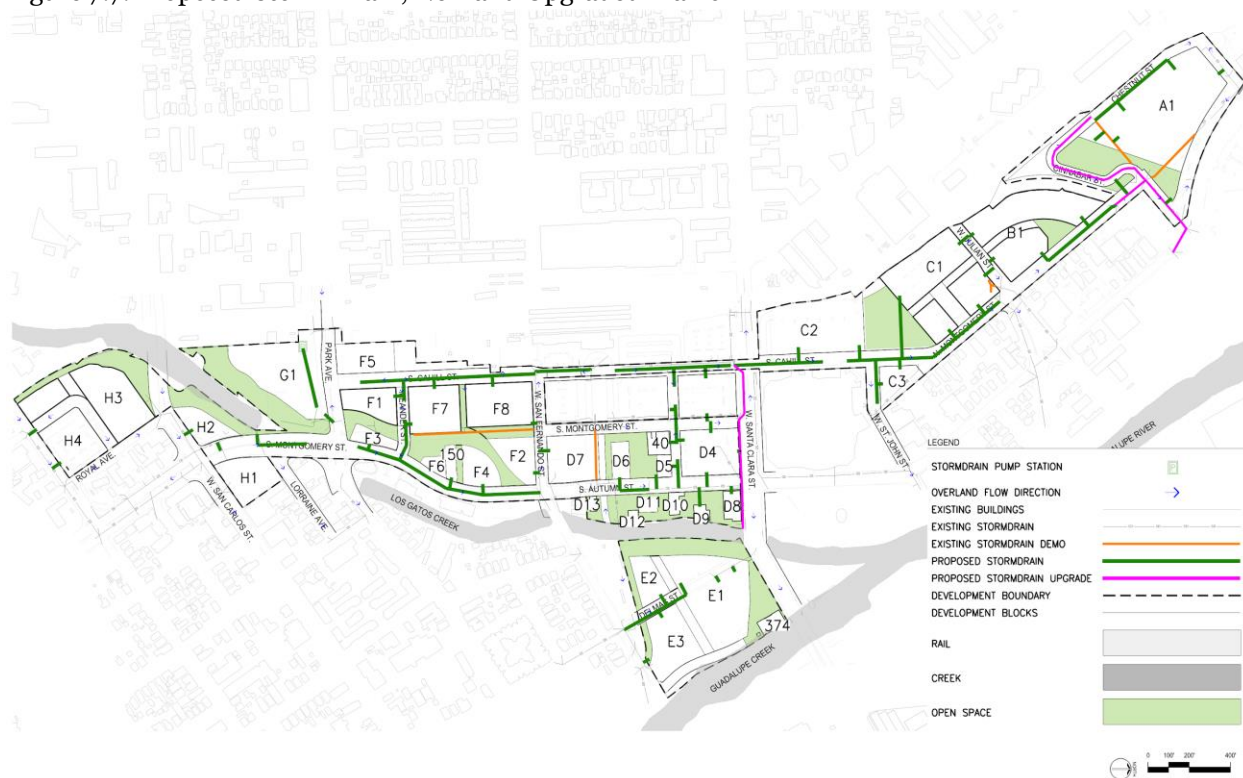 CHESTNUT ST.
A1
CINNABAR ST.
W. JULIAN ST.
B1
C1
N. MONTGOMERY ST.
C2
S. CAHILL ST.
C3
W. ST. JOHN ST.
PARK AVE.
F5
G1
S. CAHILL ST.
F1
F7
F8
H3
H2
S. MONTGOMERY ST.
F3
150
F6
F4
F2
W. SAN FERNANDO ST.
S. MONTGOMERY ST.
D7
D6
40
D5
D4
W. SANTA CLARA ST.
H4
ROYAL AVE.
H1
LORRAINE AVE.
W. SAN CARLOS ST.
LOS GATOS CREEK
S. AUTUMN ST.
D13
D12
D11
D10
D9
D8
E2
E1
DELMAS ST.
E3
374
GUADALUPE CREEK
ALUPE RIVER
LEGEND
STORMDRAIN PUMP STATION
OVERLAND FLOW DIRECTION
EXISTING BUILDINGS
EXISTING STORMDRAIN
EXISTING STORMDRAIN DEMO
PROPOSED STORMDRAIN
PROPOSED STORMDRAIN UPGRADE
DEVELOPMENT BOUNDARY
DEVELOPMENT BLOCKS
RAIL
CREEK
OPEN SPACE
NORTH
0 100' 200' 400'